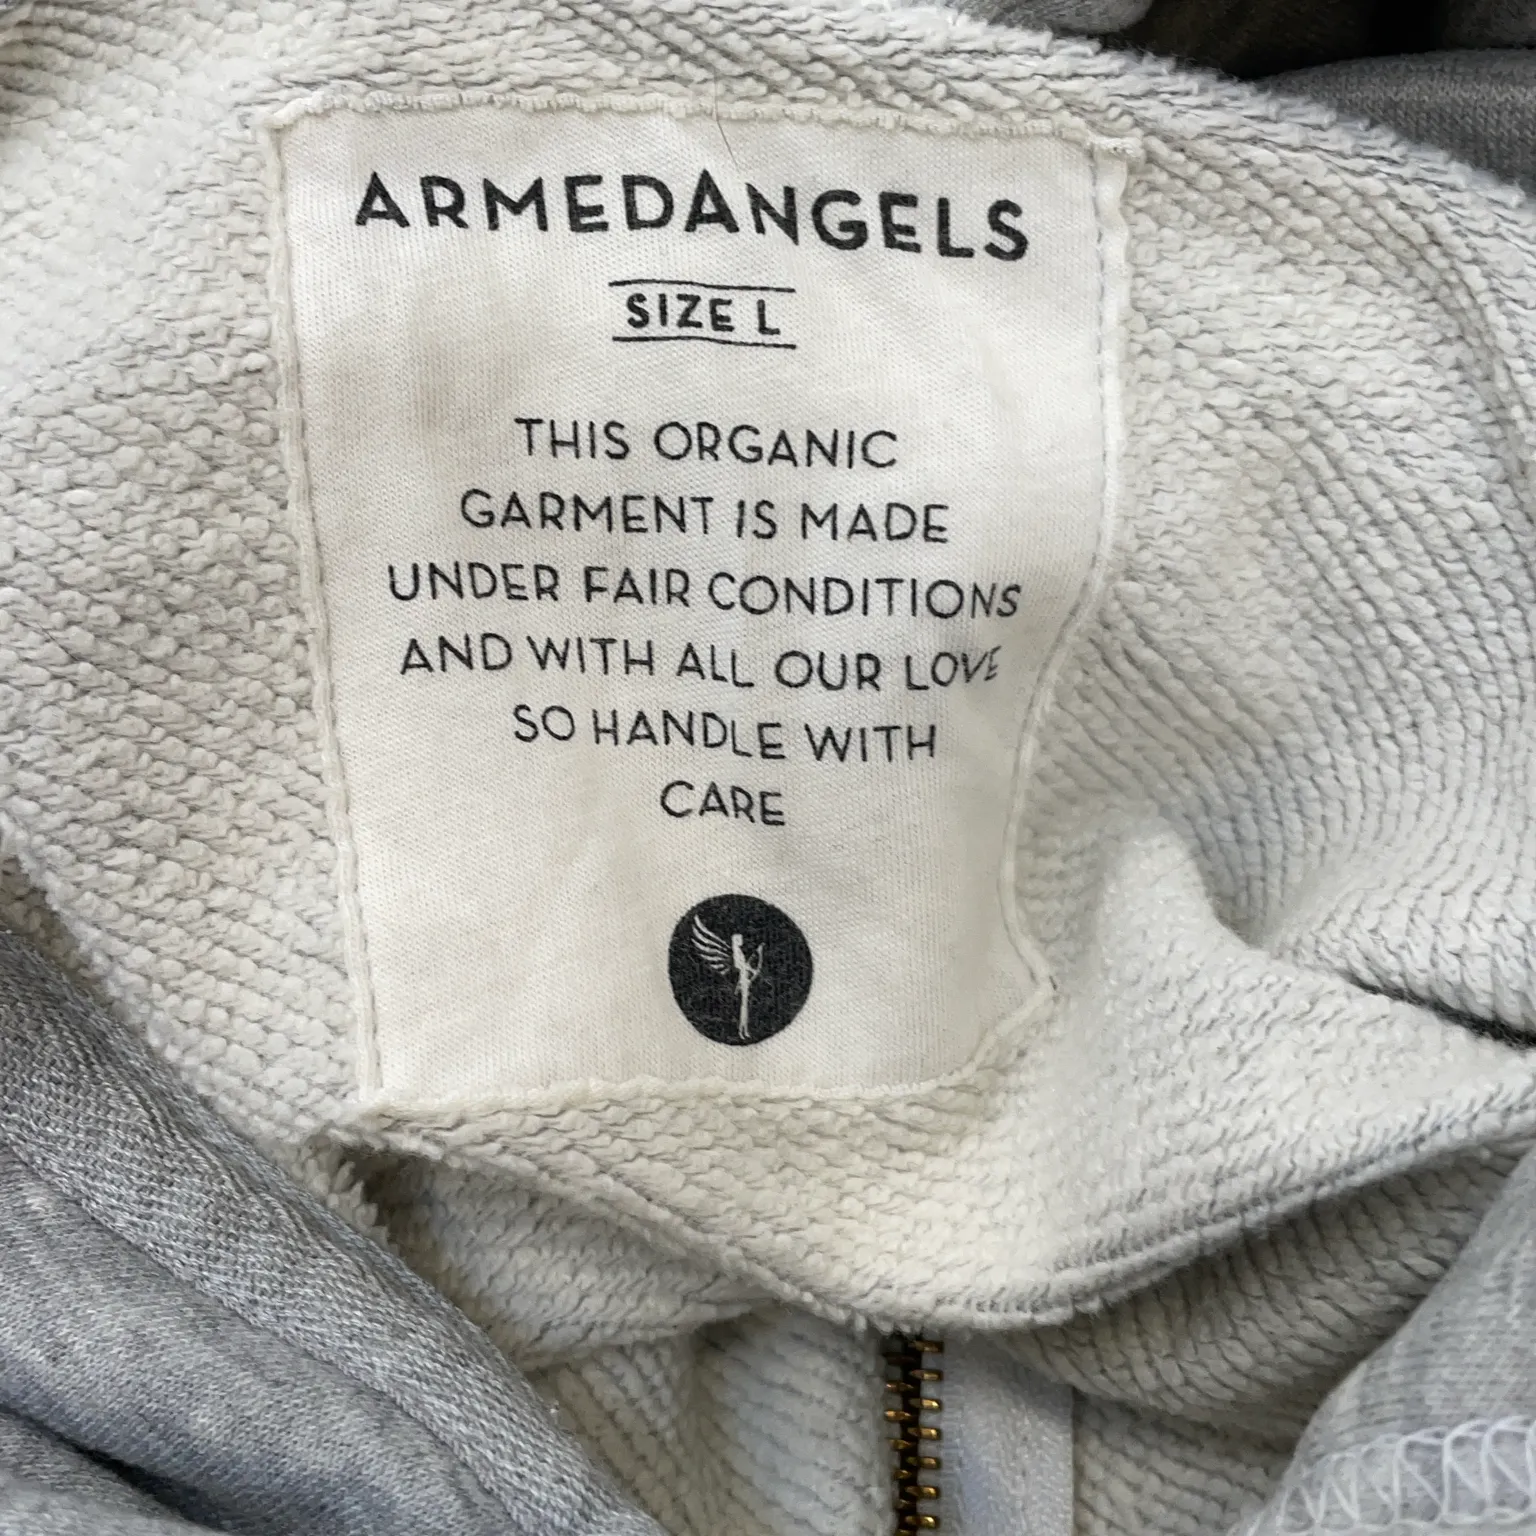 ARMEDANGELS
SIZE L
THIS ORGANIC
GARMENT IS MADE
UNDER FAIR CONDITIONS
AND WITH ALL OUR LOVE
SO HANDLE WITH
CARE